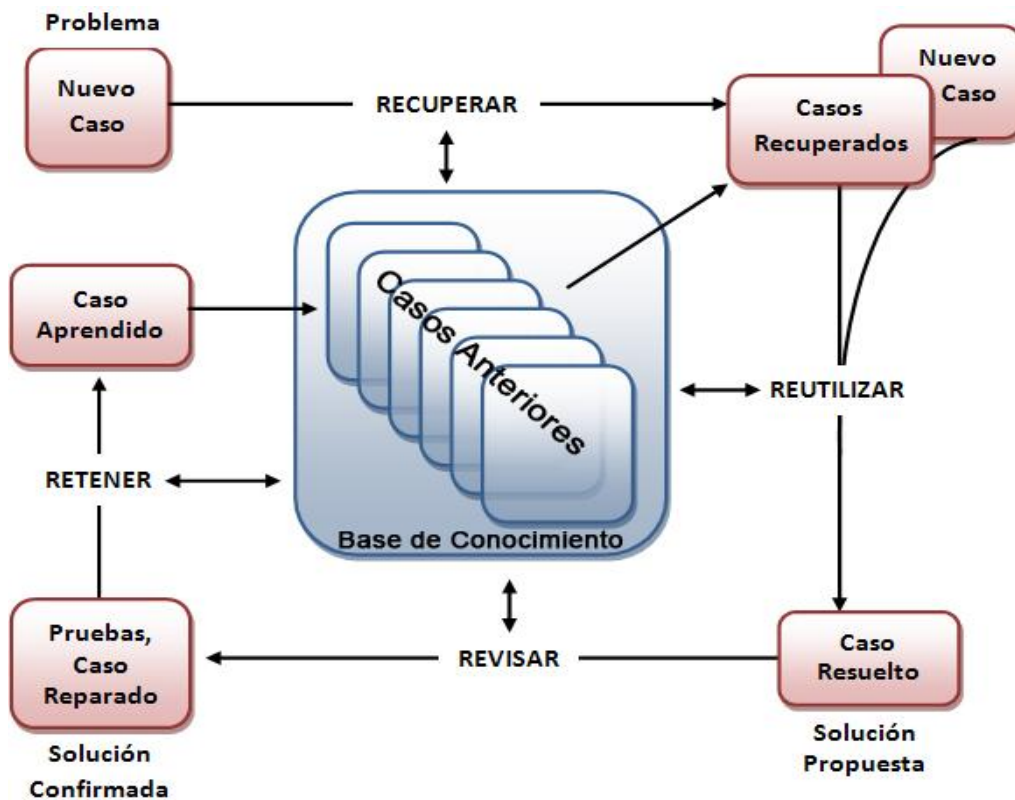 Problema
Nuevo
Caso
RECUPERAR
Casos
Recuperados
Nuevo
Caso
Caso
Aprendido
Casos Anteriores
REUTILIZAR
RETENER
Base de Conocimiento
Pruebas,
Caso
Reparado
REVISAR
Caso
Resuelto
Solución
Confirmada
Solución
Propuesta